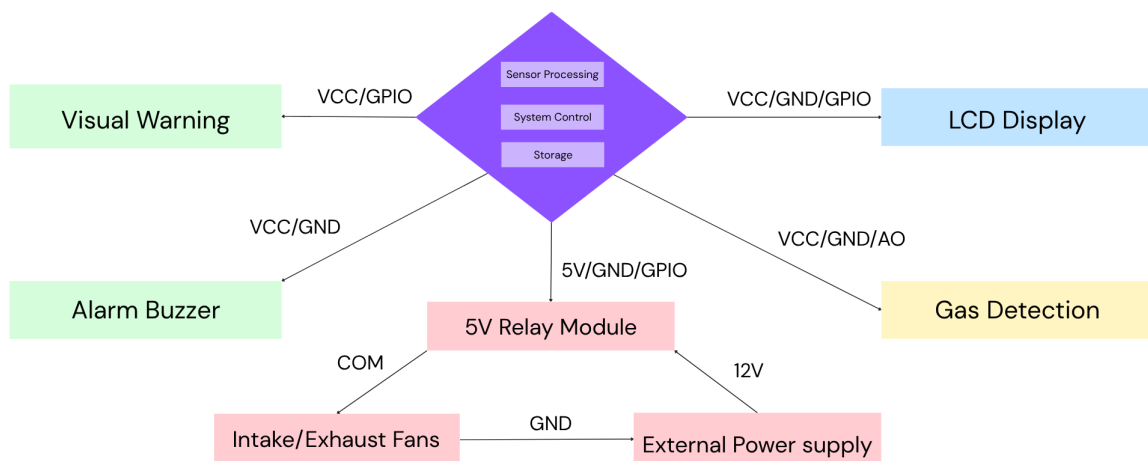 Sensor Processing
VCC/GPIO
VCC/GND/GPIO
Visual Warning
System Control
LCD Display
Storage
VCC/GND
VCC/GND/AO
5V/GND/GPIO
Alarm Buzzer
Gas Detection
5V Relay Module
COM
12V
GND
Intake/Exhaust Fans
External Power supply